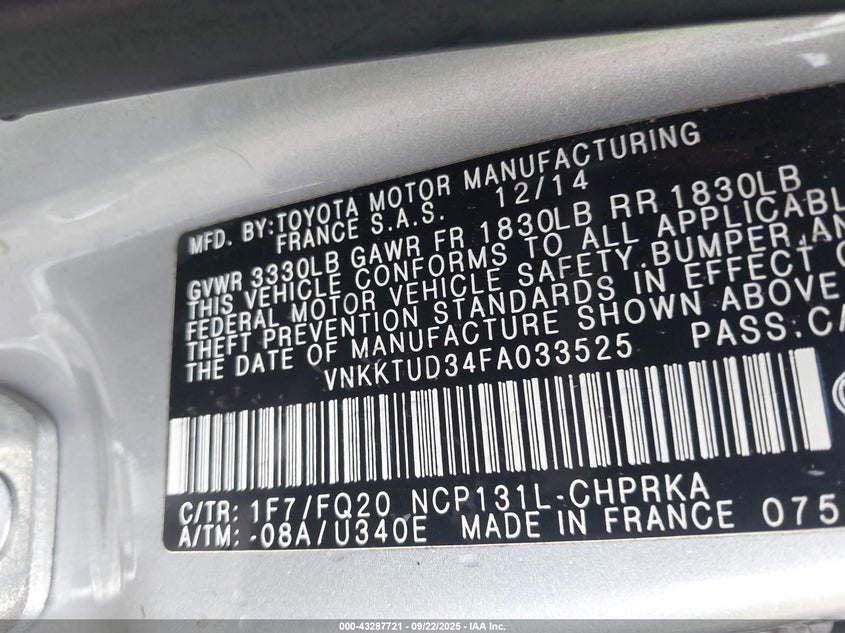 MFD. BY:TOYOTA MOTOR MANUFACTURING
FRANCE S.A.S. 12/14
GVWR 3330LB GAWR FR 1830LB RR 1830LB
THIS VEHICLE CONFORMS TO ALL APPLICABL
FEDERAL MOTOR VEHICLE SAFETY,BUMPER,AN
THEFT PREVENTION STANDARDS IN EFFECT O
THE DATE OF MANUFACTURE SHOWN ABOVE
VNKKTUD34FA033525 PASS.CA
C/TR: 1F7/FQ20 NCP131L-CHPRKA
A/TM: -08A/U340E MADE IN FRANCE 075
000-43287721 | 09/22/2025 | IAA Inc.